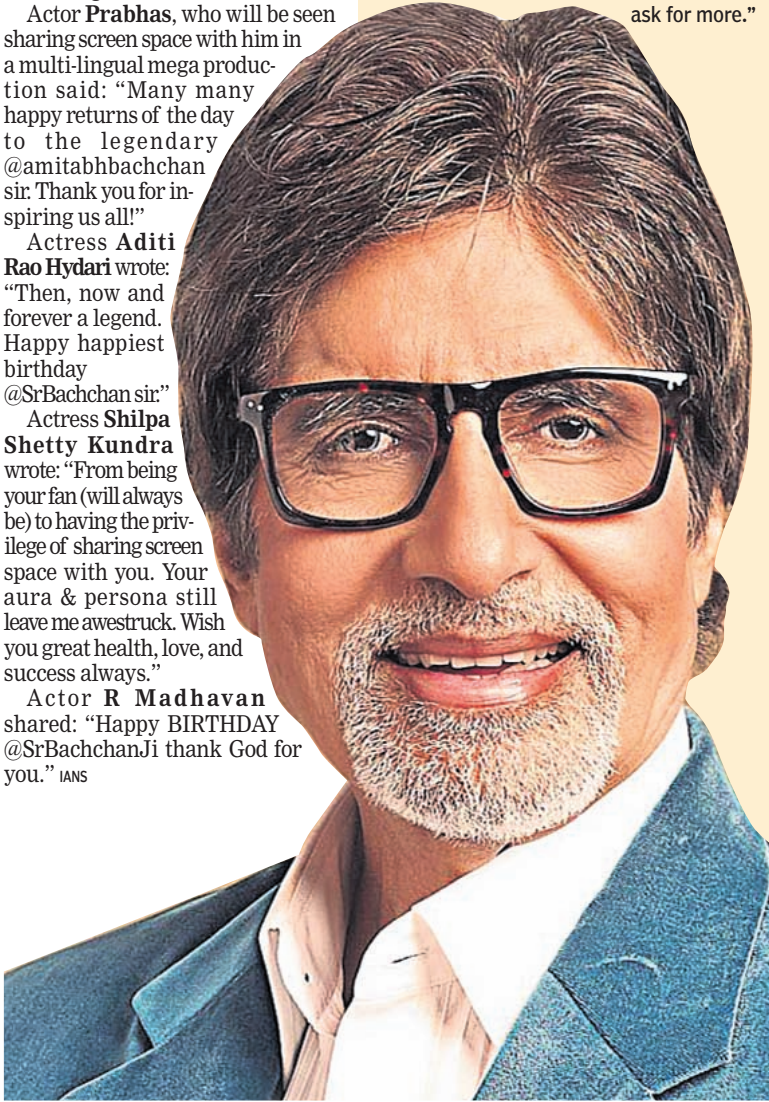 Actor Prabhas, who will be seen
sharing screen space with him in
a multi-lingual mega produc-
tion said: “Many many
happy returns of the day
to the legendary
@amitabhbachchan
sir. Thank you for in-
spiring us all!”
Actress Aditi
Rao Hydari wrote:
“Then, now and
forever a legend.
Happy happiest
birthday
@SrBachchan sir.”
Actress Shilpa
Shetty Kundra
wrote: “From being
your fan (will always
be) to having the priv-
ilege of sharing screen
space with you. Your
aura & persona still
leave me awestruck. Wish
you great health, love, and
success always.”
Actor R Madhavan
shared: “Happy BIRTHDAY
@SrBachchanJi thank God for
you.” IANS
ask for more.”